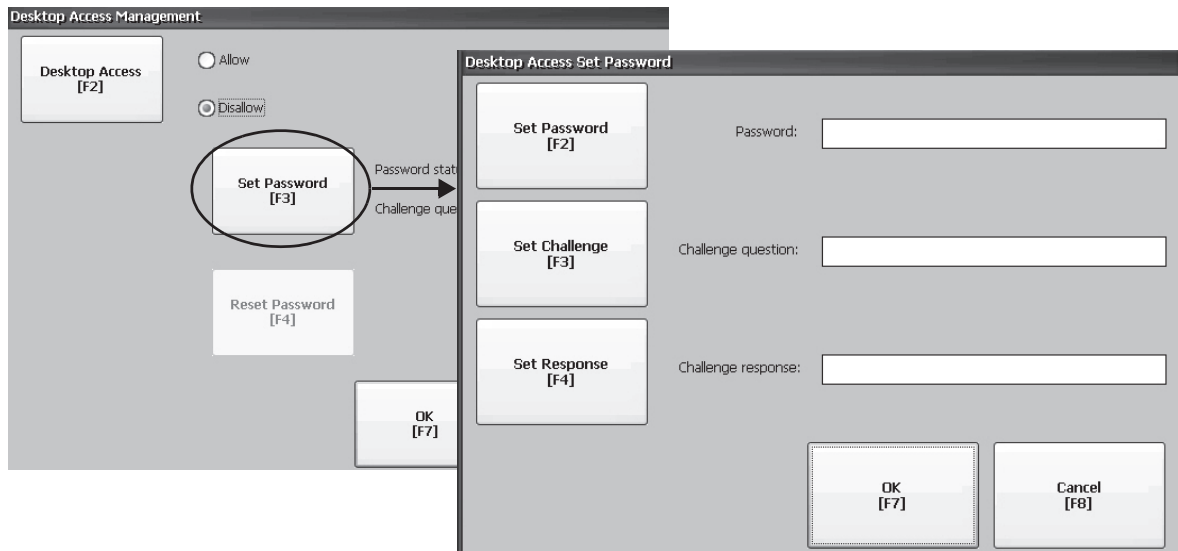 Desktop Access Management
Desktop Access
[F2]
Allow
Disallow
Set Password
[F3]
Password
Challenge
Reset Password
[F4]
OK
[F7]
Desktop Access Set Password
Set Password
[F2]
Password:
Set Challenge
[F3]
Challenge question:
Set Response
[F4]
Challenge response:
OK
[F7]
Cancel
[F8]